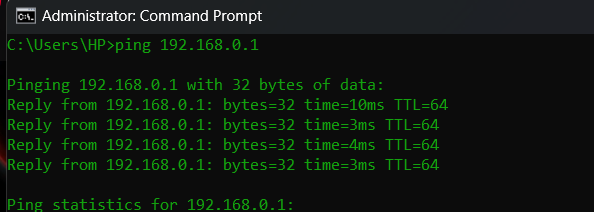 Administrator: Command Prompt
C:\Users\HP>ping 192.168.0.1
Pinging 192.168.0.1 with 32 bytes of data:
Reply from 192.168.0.1: bytes=32 time=10ms TTL=64
Reply from 192.168.0.1: bytes=32 time=3ms TTL=64
Reply from 192.168.0.1: bytes=32 time=4ms TTL=64
Reply from 192.168.0.1: bytes=32 time=3ms TTL=64
Ping statistics for 192.168.0.1: